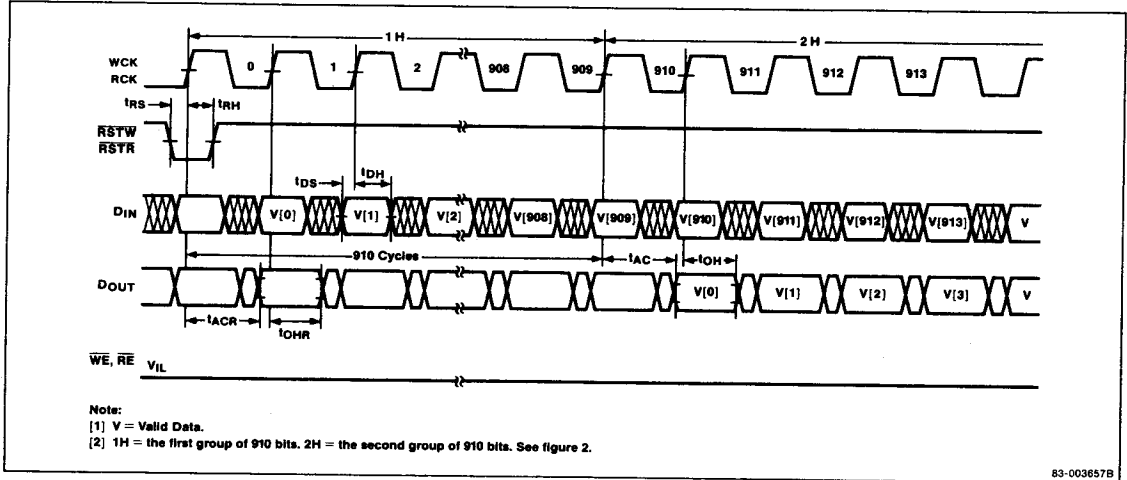 1 H
2 H
WCK
RCK
0
1
2
908
909
910
911
912
913
tRS
tRH
RSTW
RSTR
tDS
tDH
DIN
V[0]
V[1]
V[2]
V[908]
V[909]
V[910]
V[911]
V[912]
V[913]
V
910 Cycles
tAC
tOH
DOUT
V[0]
V[1]
V[2]
V[3]
V
tACR
tOHR
WE, RE
VIL
Note:
[1] V = Valid Data.
[2] 1H = the first group of 910 bits. 2H = the second group of 910 bits. See figure 2.
83-003657B